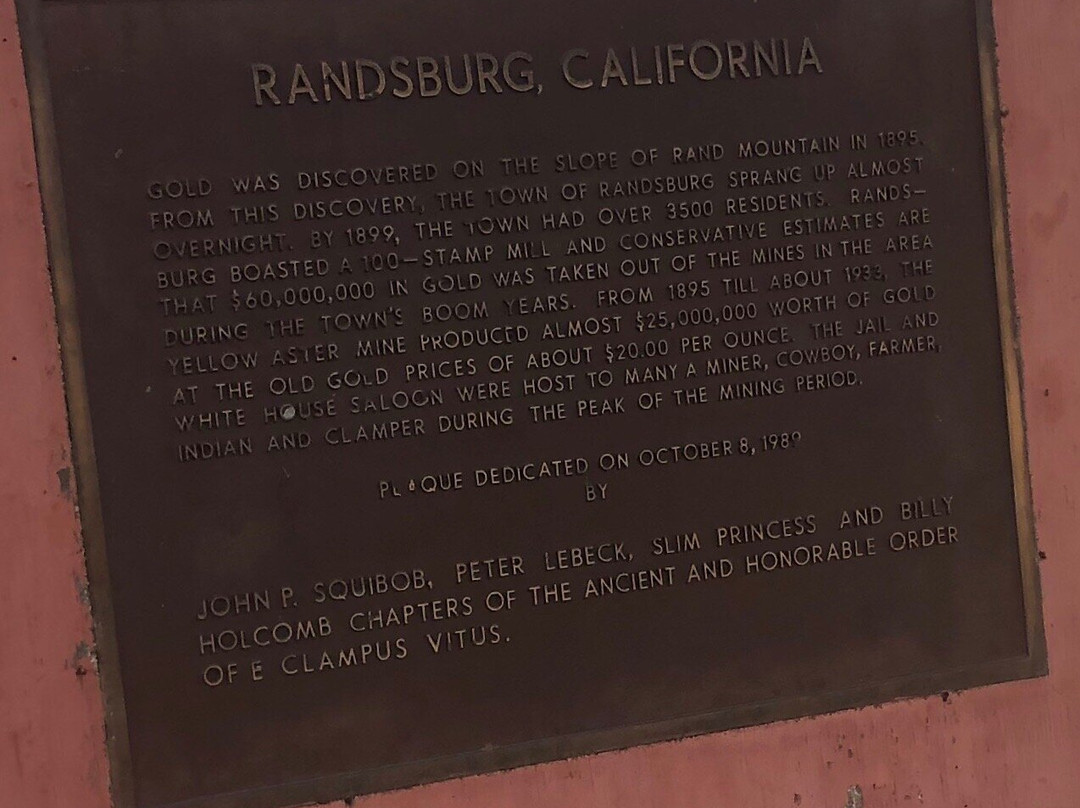 RANDSBURG, CALIFORNIA
GOLD WAS DISCOVERED ON THE SLOPE OF RAND MOUNTAIN IN 1895.
FROM THIS DISCOVERY, THE TOWN OF RANDSBURG SPRANG UP ALMOST
OVERNIGHT. BY 1899, THE TOWN HAD OVER 3500 RESIDENTS. RANDS–
BURG BOASTED A 100–STAMP MILL AND CONSERVATIVE ESTIMATES ARE
THAT $60,000,000 IN GOLD WAS TAKEN OUT OF THE MINES IN THE AREA
DURING THE TOWN'S BOOM YEARS. FROM 1895 TILL ABOUT 1933, THE
YELLOW ASTER MINE PRODUCED ALMOST $25,000,000 WORTH OF GOLD
AT THE OLD GOLD PRICES OF ABOUT $20.00 PER OUNCE. THE JAIL AND
WHITE HOUSE SALOON WERE HOST TO MANY A MINER, COWBOY, FARMER,
INDIAN AND CLAMPER DURING THE PEAK OF THE MINING PERIOD.
PLAQUE DEDICATED ON OCTOBER 8, 1989
BY
JOHN P. SQUIBOB, PETER LEBECK, SLIM PRINCESS AND BILLY
HOLCOMB CHAPTERS OF THE ANCIENT AND HONORABLE ORDER
OF E CLAMPUS VITUS.